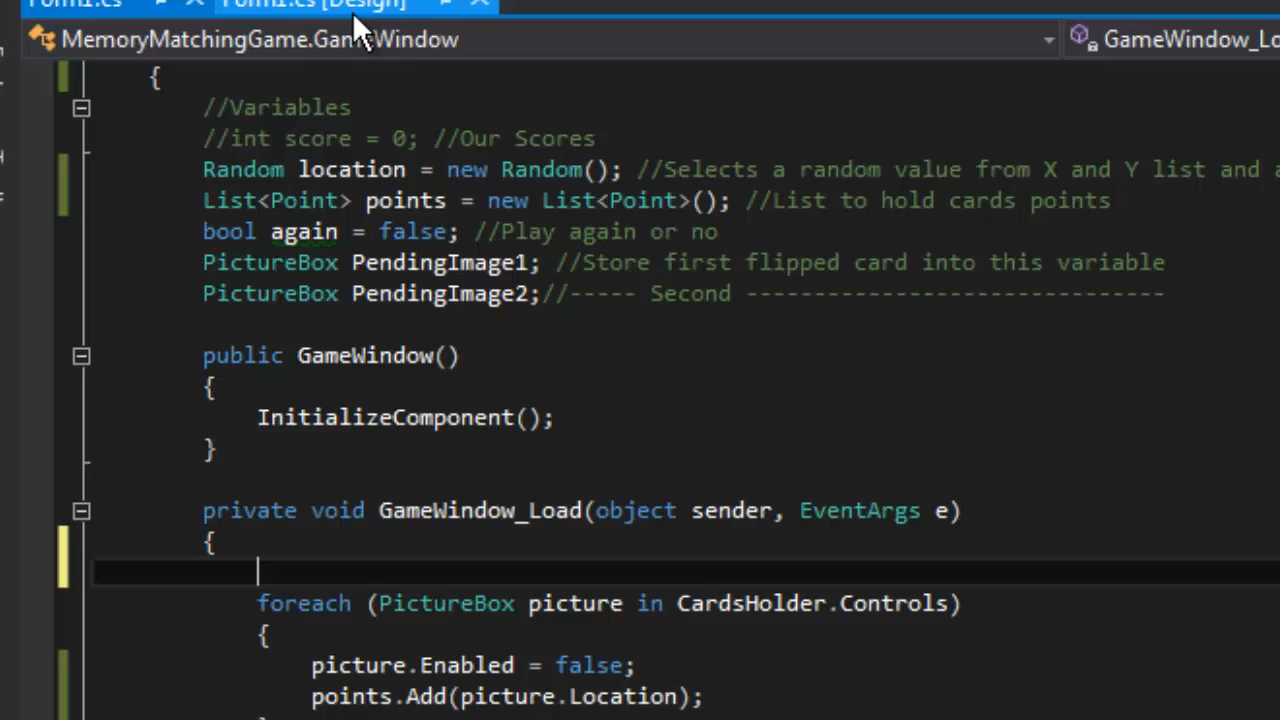 Form1.cs Form1.cs [Design]
MemoryMatchingGame.GameWindow GameWindow_Lo
{
//Variables
//int score = 0; //Our Scores
Random location = new Random(); //Selects a random value from X and Y list and a
List<Point> points = new List<Point>(); //List to hold cards points
bool again = false; //Play again or no
PictureBox PendingImage1; //Store first flipped card into this variable
PictureBox PendingImage2;//----- Second -------------------------------
public GameWindow()
{
InitializeComponent();
}
private void GameWindow_Load(object sender, EventArgs e)
{
foreach (PictureBox picture in CardsHolder.Controls)
{
picture.Enabled = false;
points.Add(picture.Location);